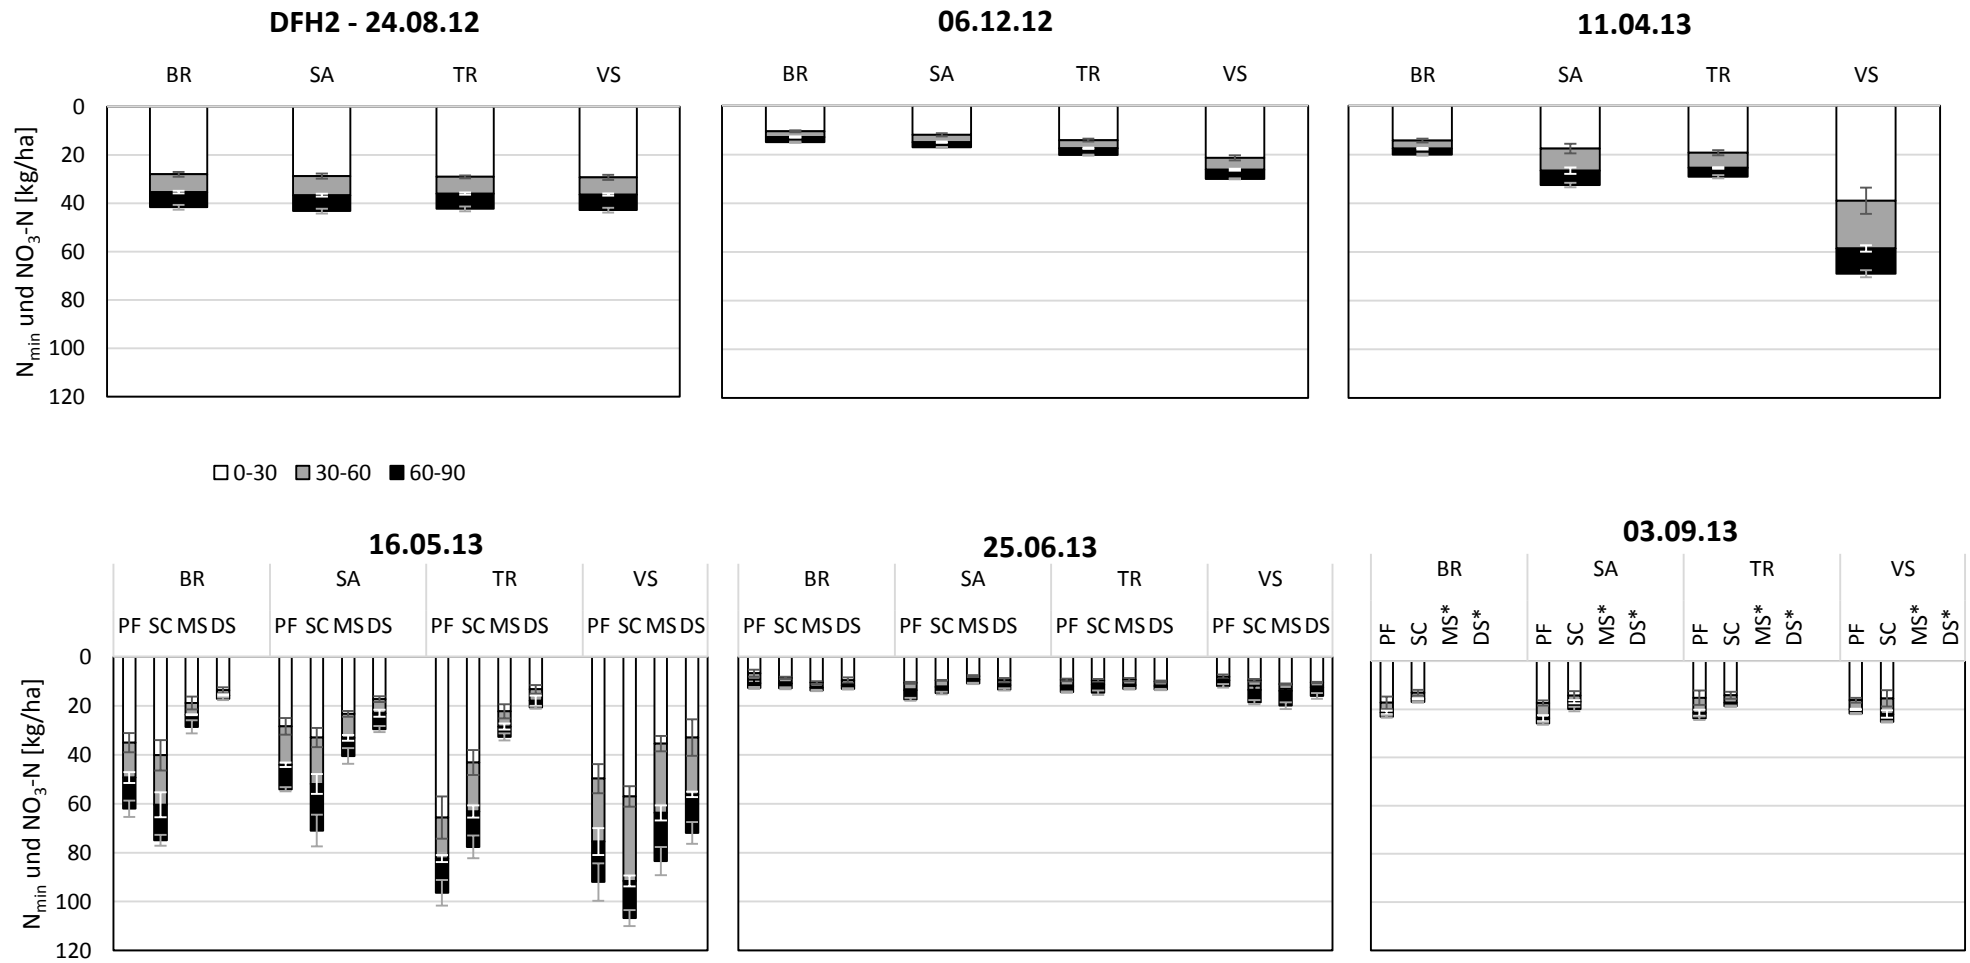 DFH2 - 24.08.12 06.12.12 11.04.13
BR SA TR VS BR SA TR VS BR SA TR VS
N_min und NO_3-N [kg/ha]
0
20
40
60
80
100
120
0-30 30-60 60-90
16.05.13 25.06.13 03.09.13
BR SA TR VS BR SA TR VS BR SA TR VS
PF SC MS DS PF SC MS DS PF SC MS DS PF SC MS DS PF SC MS DS PF SC MS DS PF SC MS DS PF SC MS DS PF SC MS* DS* PF SC MS* DS* PF SC MS* DS* PF SC MS* DS*
N_min und NO_3-N [kg/ha]
0
20
40
60
80
100
120